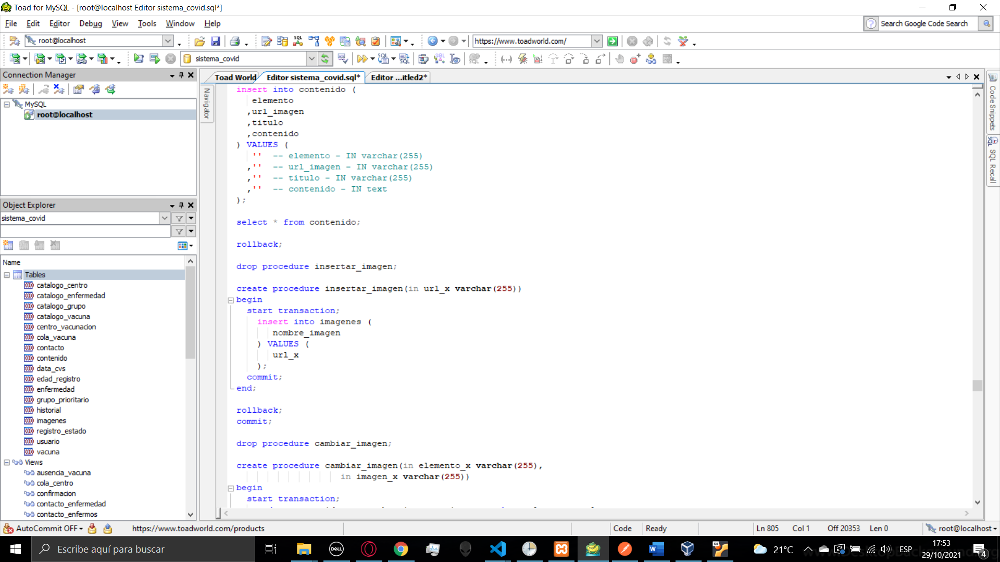 Toad for MySQL - [root@localhost Editor sistema_covid.sql*]
File Edit Editor Debug View Tools Window Help
Search Google Code Search
root@localhost
https://www.toadworld.com/
sistema_covid
Connection Manager
MySQL
root@localhost
Object Explorer
sistema_covid
Name
Tables
catalogo_centro
catalogo_enfermedad
catalogo_grupo
catalogo_vacuna
centro_vacunacion
cola_vacuna
contacto
contenido
data_cvs
edad_registro
enfermedad
grupo_prioritario
historial
imagenes
registro_estado
usuario
vacuna
Views
ausencia_vacuna
cola_centro
confirmacion
contacto_enfermedad
contacto_enfermos
Navigator
Toad World Editor sistema_covid.sql* Editor ...itled2*
insert into contenido (
elemento
,url_imagen
,titulo
,contenido
) VALUES (
'' -- elemento - IN varchar(255)
,'' -- url_imagen - IN varchar(255)
,'' -- titulo - IN varchar(255)
,'' -- contenido - IN text
);
select * from contenido;
rollback;
drop procedure insertar_imagen;
create procedure insertar_imagen(in url_x varchar(255))
begin
start transaction;
insert into imagenes (
nombre_imagen
) VALUES (
url_x
);
commit;
end;
rollback;
commit;
drop procedure cambiar_imagen;
create procedure cambiar_imagen(in elemento_x varchar(255),
in imagen_x varchar(255))
begin
start transaction;
Code Snippets
SQL Recall
AutoCommit OFF https://www.toadworld.com/products Code Ready Ln 805 Col 1 Off 20353 Len 0 root@localhost
Escribe aquí para buscar
DELL
64
21°C ESP
17:53
29/10/2021
4